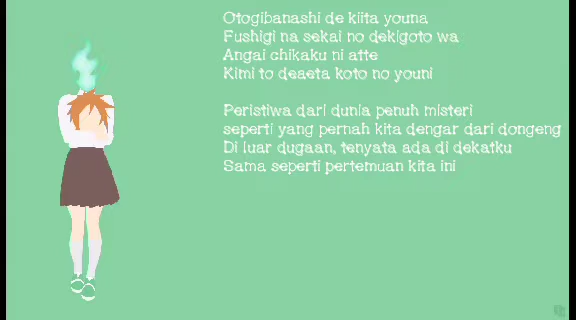 Otogibanashi de kiita youna
Fushigi na sekai no dekigoto wa
Angai chikaku ni atte
Kimi to deaeta koto no youni
Peristiwa dari dunia penuh misteri
seperti yang pernah kita dengar dari dongeng
Di luar dugaan, tenyata ada di dekatku
Sama seperti pertemuan kita ini